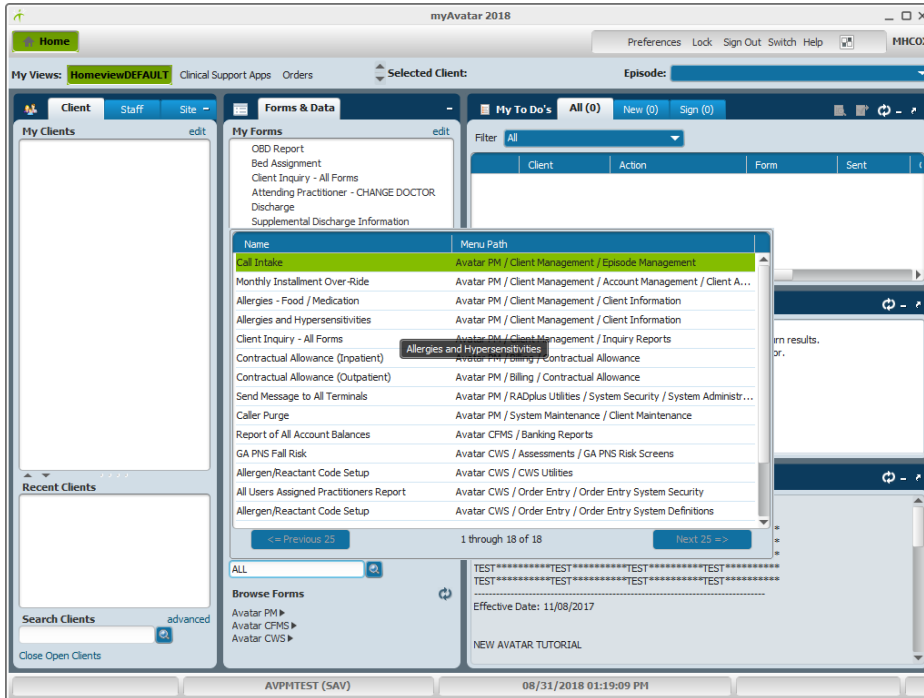 myAvatar 2018
Home
Preferences Lock Sign Out Switch Help
My Views: HomeviewDEFAULT Clinical Support Apps Orders Selected Client: Episode:
Client Staff Site
My Clients edit
Recent Clients
Search Clients advanced
Close Open Clients
Forms & Data
My Forms edit
OBD Report
Bed Assignment
Client Inquiry - All Forms
Attending Practitioner - CHANGE DOCTOR
Discharge
Supplemental Discharge Information
Name Menu Path
Call Intake Avatar PM / Client Management / Episode Management
Monthly Installment Over-Ride Avatar PM / Client Management / Account Management / Client A...
Allergies - Food / Medication Avatar PM / Client Management / Client Information
Allergies and Hypersensitivities Avatar PM / Client Management / Client Information
Client Inquiry - All Forms Avatar PM / Client Management / Inquiry Reports
Allergies and Hypersensitivities
Contractual Allowance (Inpatient) Avatar PM / Billing / Contractual Allowance
Contractual Allowance (Outpatient) Avatar PM / Billing / Contractual Allowance
Send Message to All Terminals Avatar PM / RADplus Utilities / System Security / System Administr...
Caller Purge Avatar PM / System Maintenance / Client Maintenance
Report of All Account Balances Avatar CFMS / Banking Reports
GA PNS Fall Risk Avatar CWS / Assessments / GA PNS Risk Screens
Allergen/Reactant Code Setup Avatar CWS / CWS Utilities
All Users Assigned Practitioners Report Avatar CWS / Order Entry / Order Entry System Security
Allergen/Reactant Code Setup Avatar CWS / Order Entry / Order Entry System Definitions
<= Previous 25 1 through 18 of 18 Next 25 =>
ALL
Browse Forms
Avatar PM
Avatar CFMS
Avatar CWS
My To Do's All (0) New (0) Sign (0)
Filter All
Client Action Form Sent
results.
TEST**********TEST**********TEST**********TEST**********
TEST**********TEST**********TEST**********TEST**********
Effective Date: 11/08/2017
NEW AVATAR TUTORIAL
AVPMTEST (SAV) 08/31/2018 01:19:09 PM